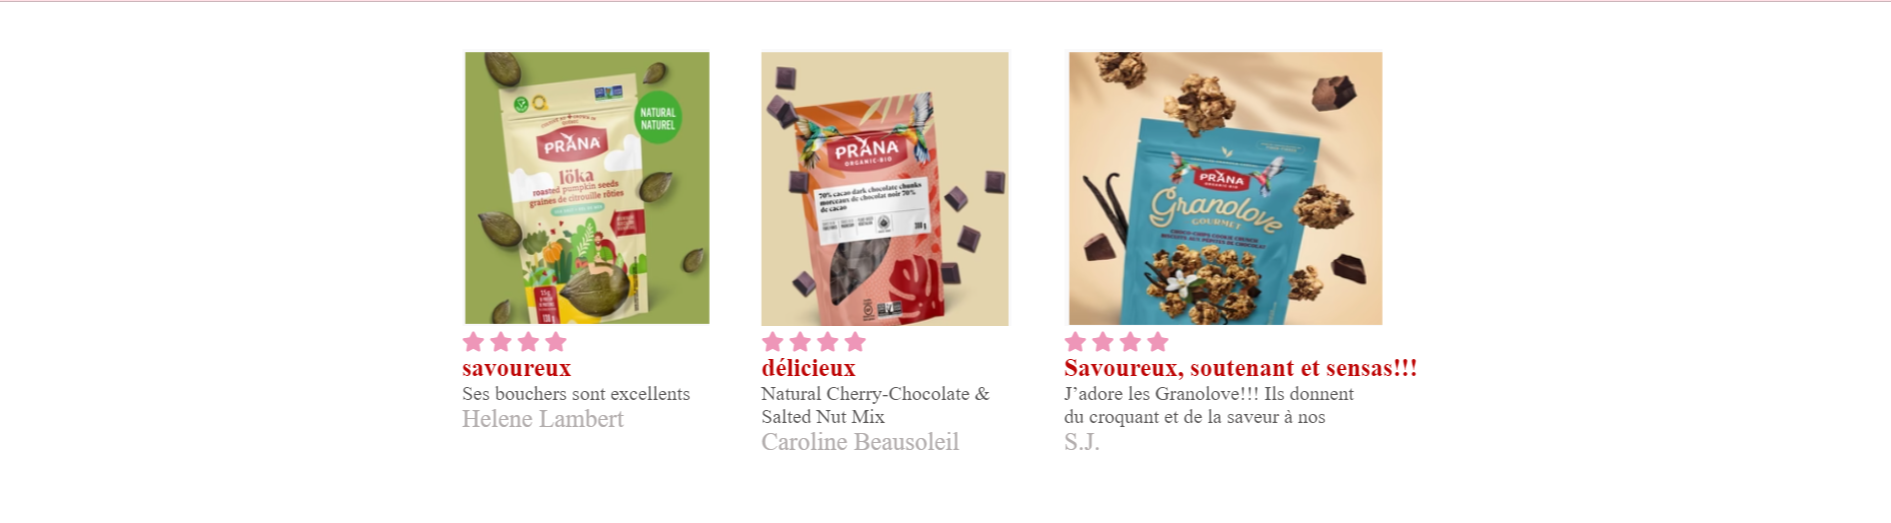 NATURAL
NATUREL
PRANA
löka
roasted pumpkin seeds
graines de citrouille rôties
PRANA
ORGANIC·BIO
70% cacao dark chocolate chunks
morceaux de chocolat noir 70%
de cacao
PRANA
ORGANIC·BIO
Granolove
GOURMET
savoureux
Ses bouchers sont excellents
Helene Lambert
délicieux
Natural Cherry-Chocolate &
Salted Nut Mix
Caroline Beausoleil
Savoureux, soutenant et sensas!!!
J’adore les Granolove!!! Ils donnent
du croquant et de la saveur à nos
S.J.